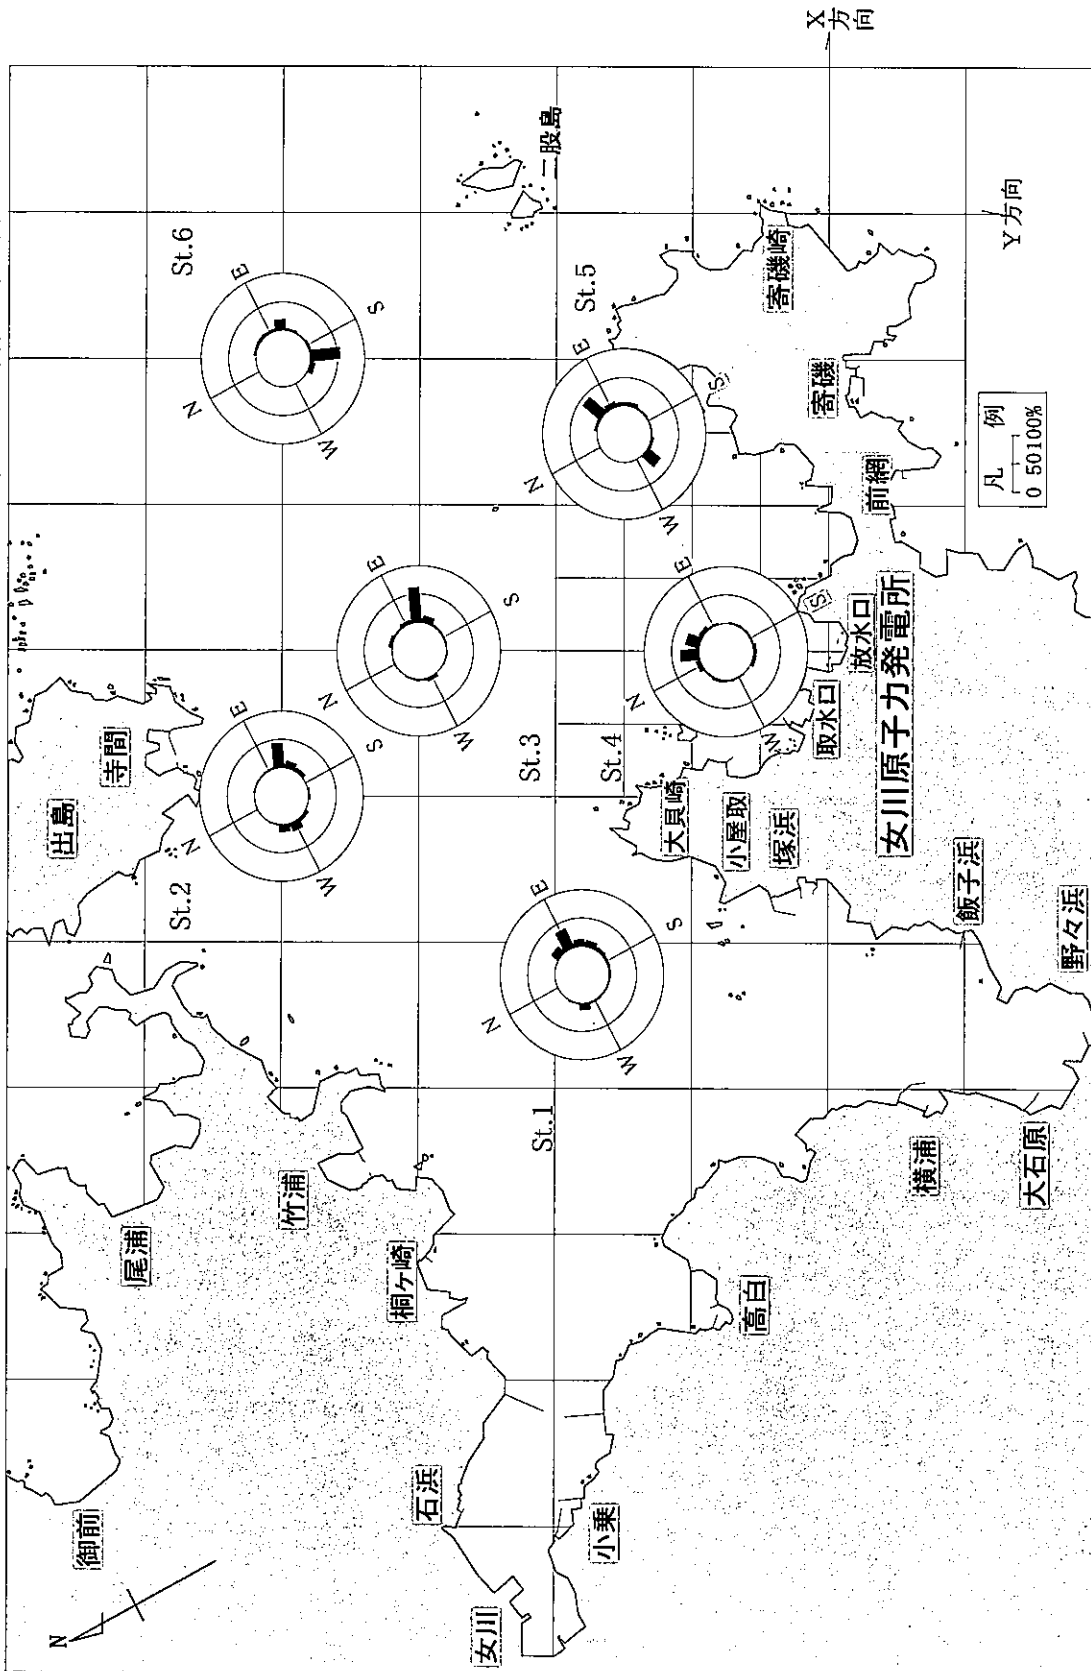 N
女川
石浜
小乗
御前
尾浦
竹浦
桐ヶ崎
高白
横浦
大石原
野々浜
飯子浜
塚浜
小屋取
大貝崎
取水口
放水口
女川原子力発電所
前網
寄磯
寄磯崎
二股島
出島
寺間
St.1
N
E
S
W
St.2
N
E
S
W
St.3
N
E
S
W
St.4
N
E
S
W
St.5
N
E
S
W
St.6
N
E
S
W
凡例
0 50100%
X方向
Y方向